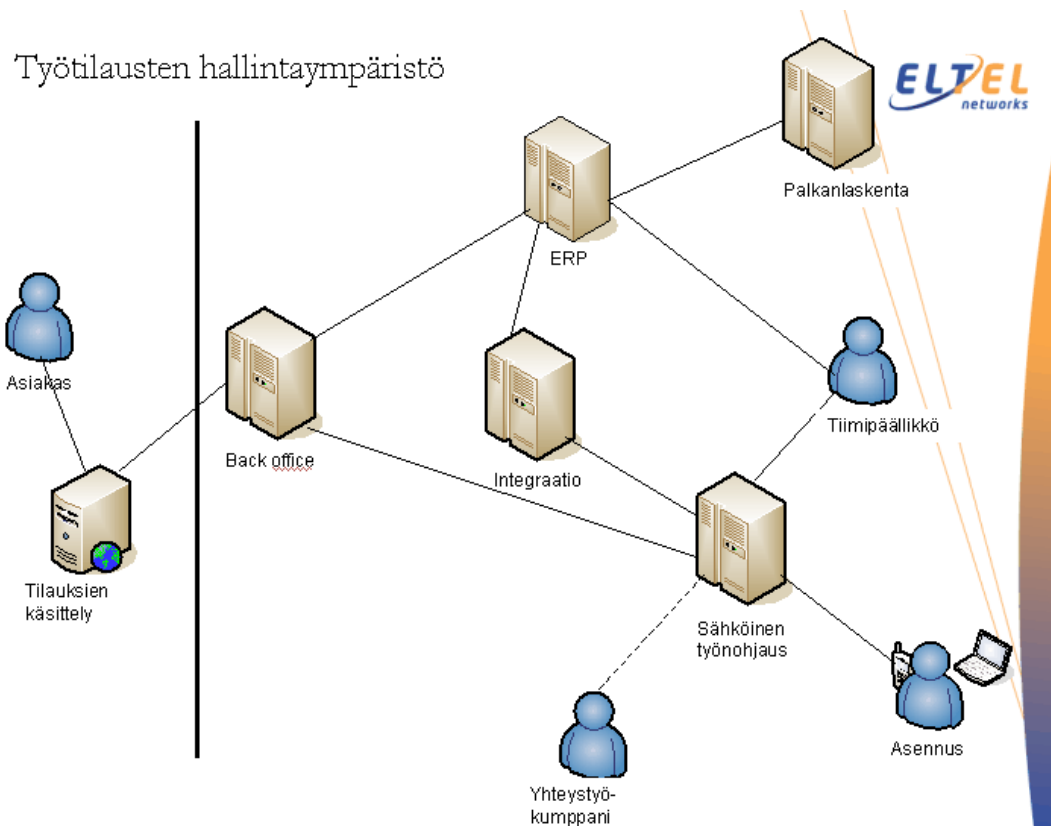 Työtilausten hallintaympäristö
ELTEL
networks
Palkanlaskenta
ERP
Asiakas
Tiimipäällikkö
Back office
Integraatio
Tilauksien
käsittely
Sähköinen
työnohjaus
Asennus
Yhteystyö-
kumppani